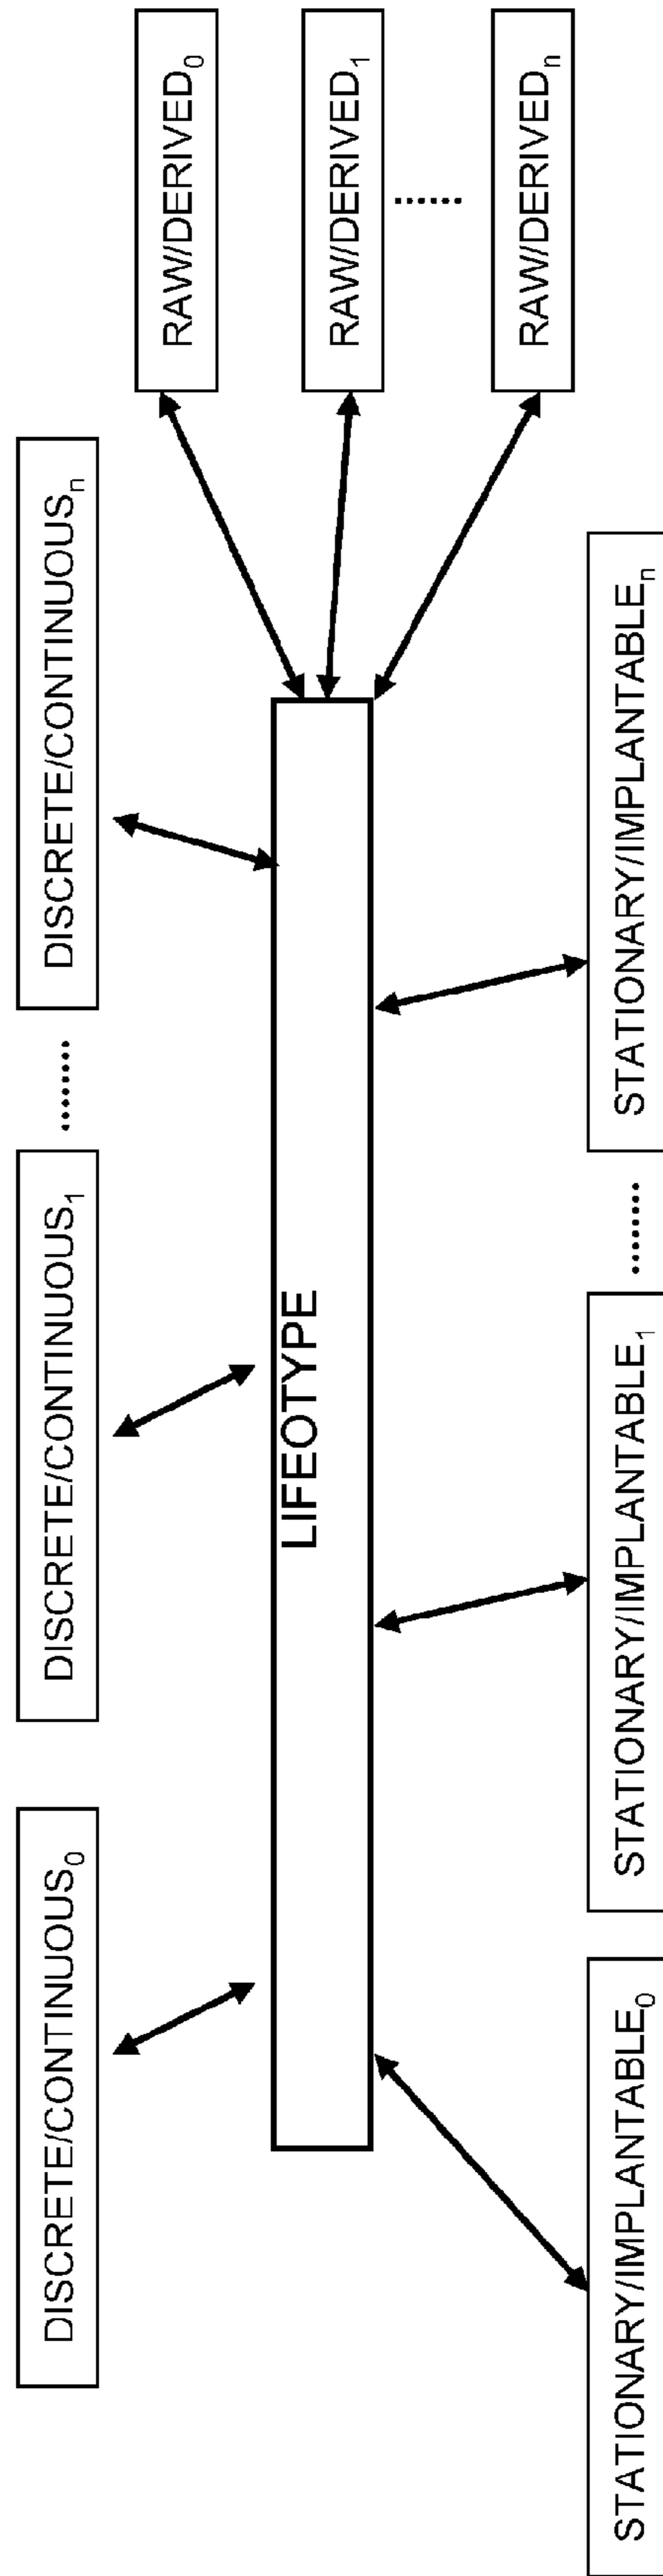 DISCRETE/CONTINUOUS₀
DISCRETE/CONTINUOUS₁
........
DISCRETE/CONTINUOUSₙ
LIFEOTYPE
RAW/DERIVED₀
RAW/DERIVED₁
......
RAW/DERIVEDₙ
STATIONARY/IMPLANTABLE₀
STATIONARY/IMPLANTABLE₁
........
STATIONARY/IMPLANTABLEₙ